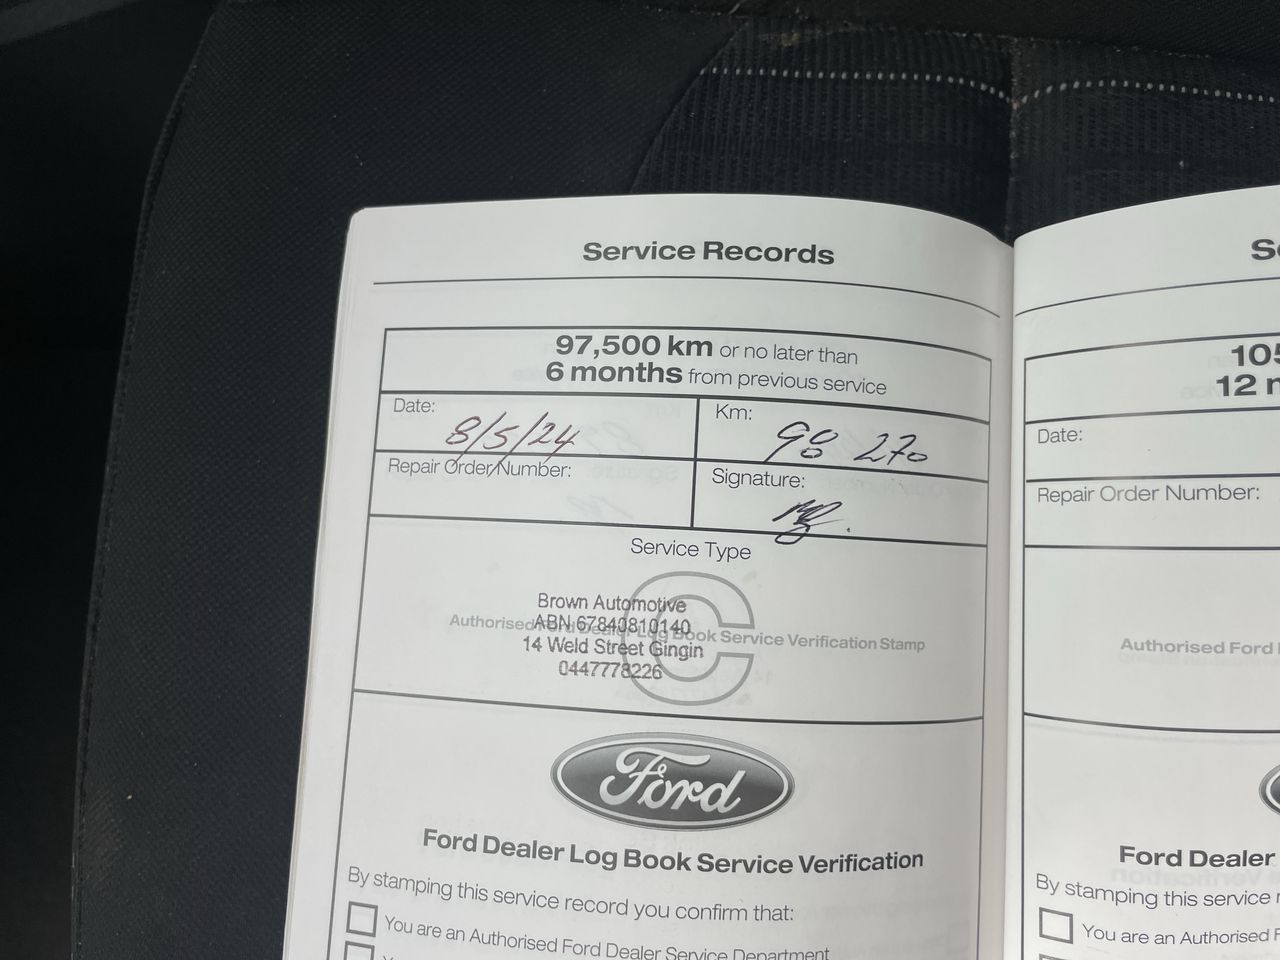 Service Records
97,500 km or no later than
6 months from previous service
Date:
8/5/24
Km:
98 270
Repair Order Number:
Signature:
Service Type
C
Brown Automotive
ABN 67840810140
14 Weld Street Gingin
0447778226
Authorised Ford Dealer Log Book Service Verification Stamp
Ford
Ford Dealer Log Book Service Verification
By stamping this service record you confirm that:
You are an Authorised Ford Dealer Service Department
S
105
12 m
Date:
Repair Order Number:
Authorised Ford
Ford Dealer
By stamping this service
You are an Authorised F